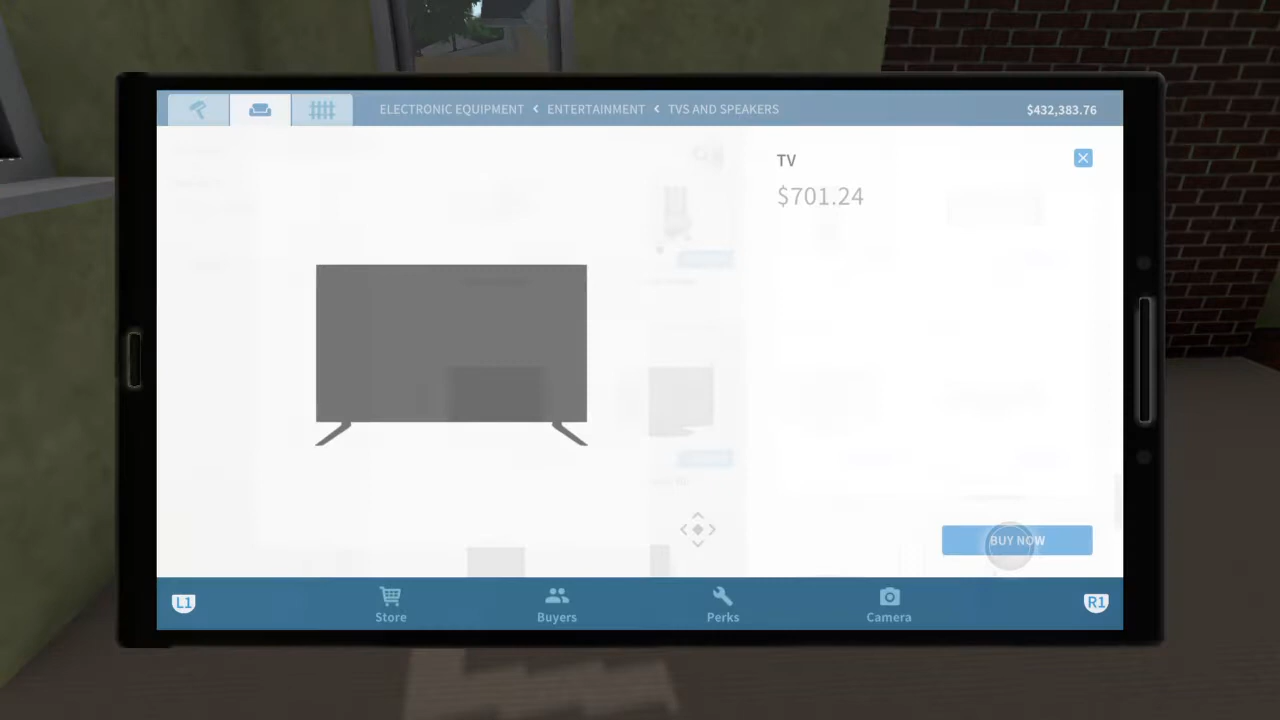 ELECTRONIC EQUIPMENT < ENTERTAINMENT < TVS AND SPEAKERS
$432,383.76
TV
$701.24
BUY NOW
L1
Store
Buyers
Perks
Camera
R1